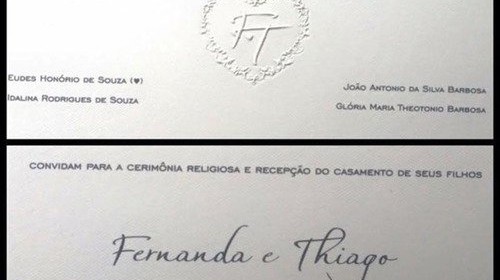 FT
EUDES HONÓRIO DE SOUZA (♥)
IDALINA RODRIGUES DE SOUZA
JOÃO ANTONIO DA SILVA BARBOSA
GLÓRIA MARIA THEOTONIO BARBOSA
CONVIDAM PARA A CERIMÔNIA RELIGIOSA E RECEPÇÃO DO CASAMENTO DE SEUS FILHOS
Fernanda e Thiago